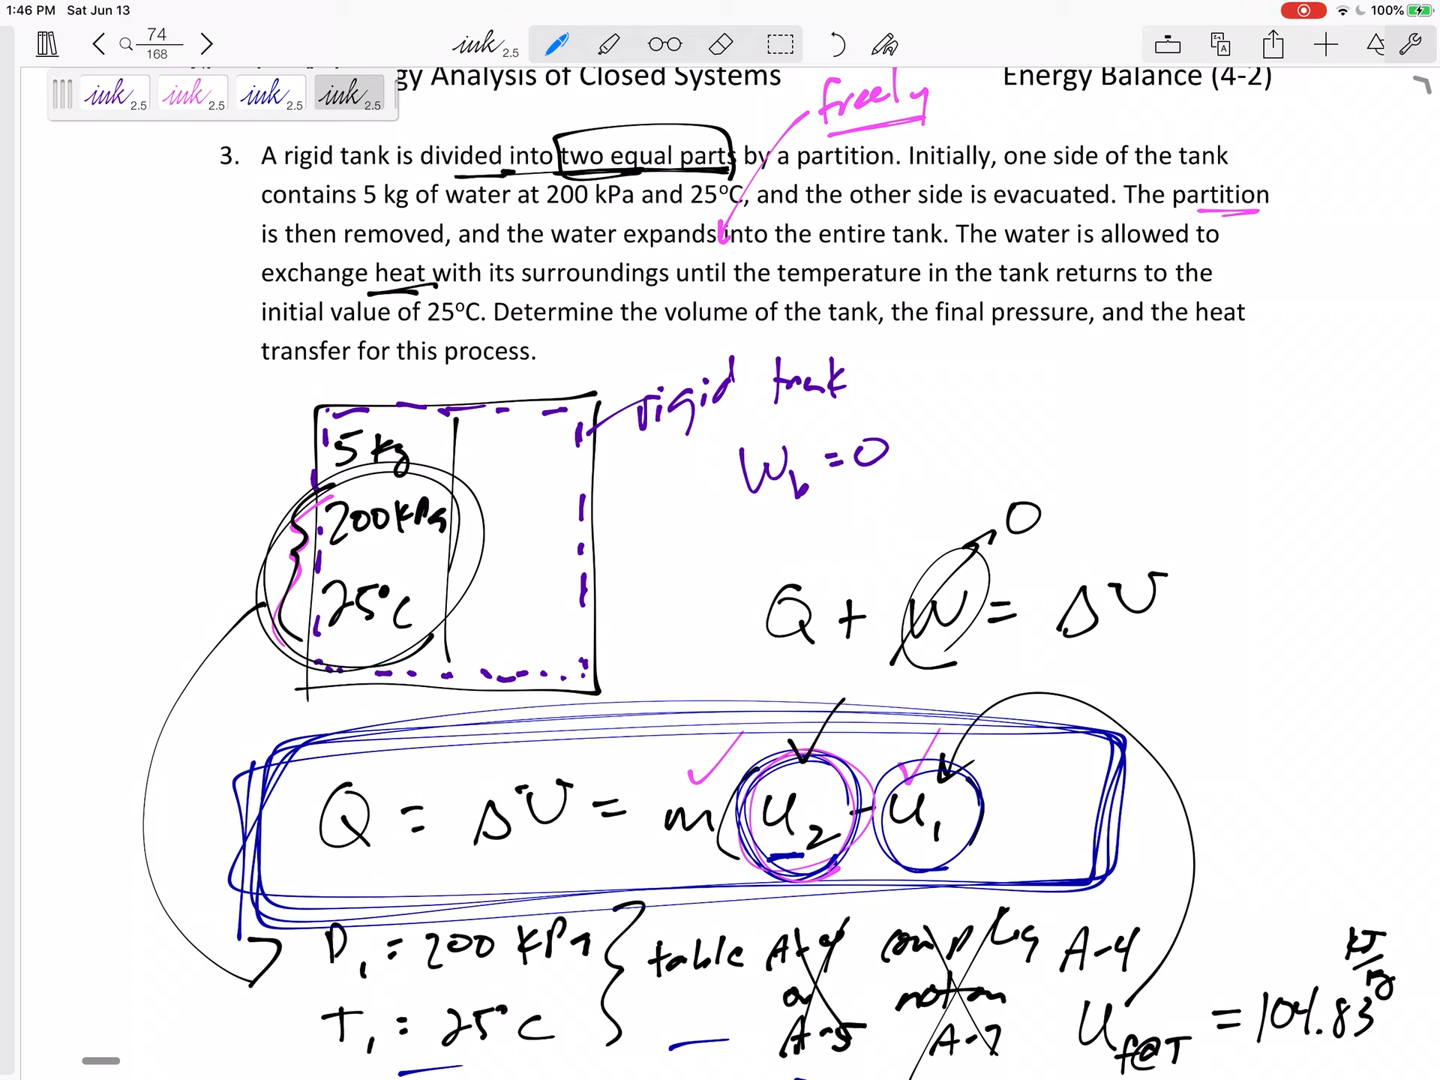 1:46 PM Sat Jun 13
100%
74
168
ink 2.5
ink 2.5 ink 2.5 ink 2.5 ink 2.5
gy Analysis of Closed Systems Energy Balance (4-2)
freely
3. A rigid tank is divided into two equal parts by a partition. Initially, one side of the tank
contains 5 kg of water at 200 kPa and 25°C, and the other side is evacuated. The partition
is then removed, and the water expands into the entire tank. The water is allowed to
exchange heat with its surroundings until the temperature in the tank returns to the
initial value of 25°C. Determine the volume of the tank, the final pressure, and the heat
transfer for this process.
rigid tank
5 kg
W_b = 0
200 kPa
0
25°C
Q + W = ΔU
Q = ΔU = m(u₂ - u₁)
P₁ = 200 kPa } table A-4 comp liq A-4
or not on
T₁ = 25°C A-5 A-7 u_f@T = 104.83 kJ/kg